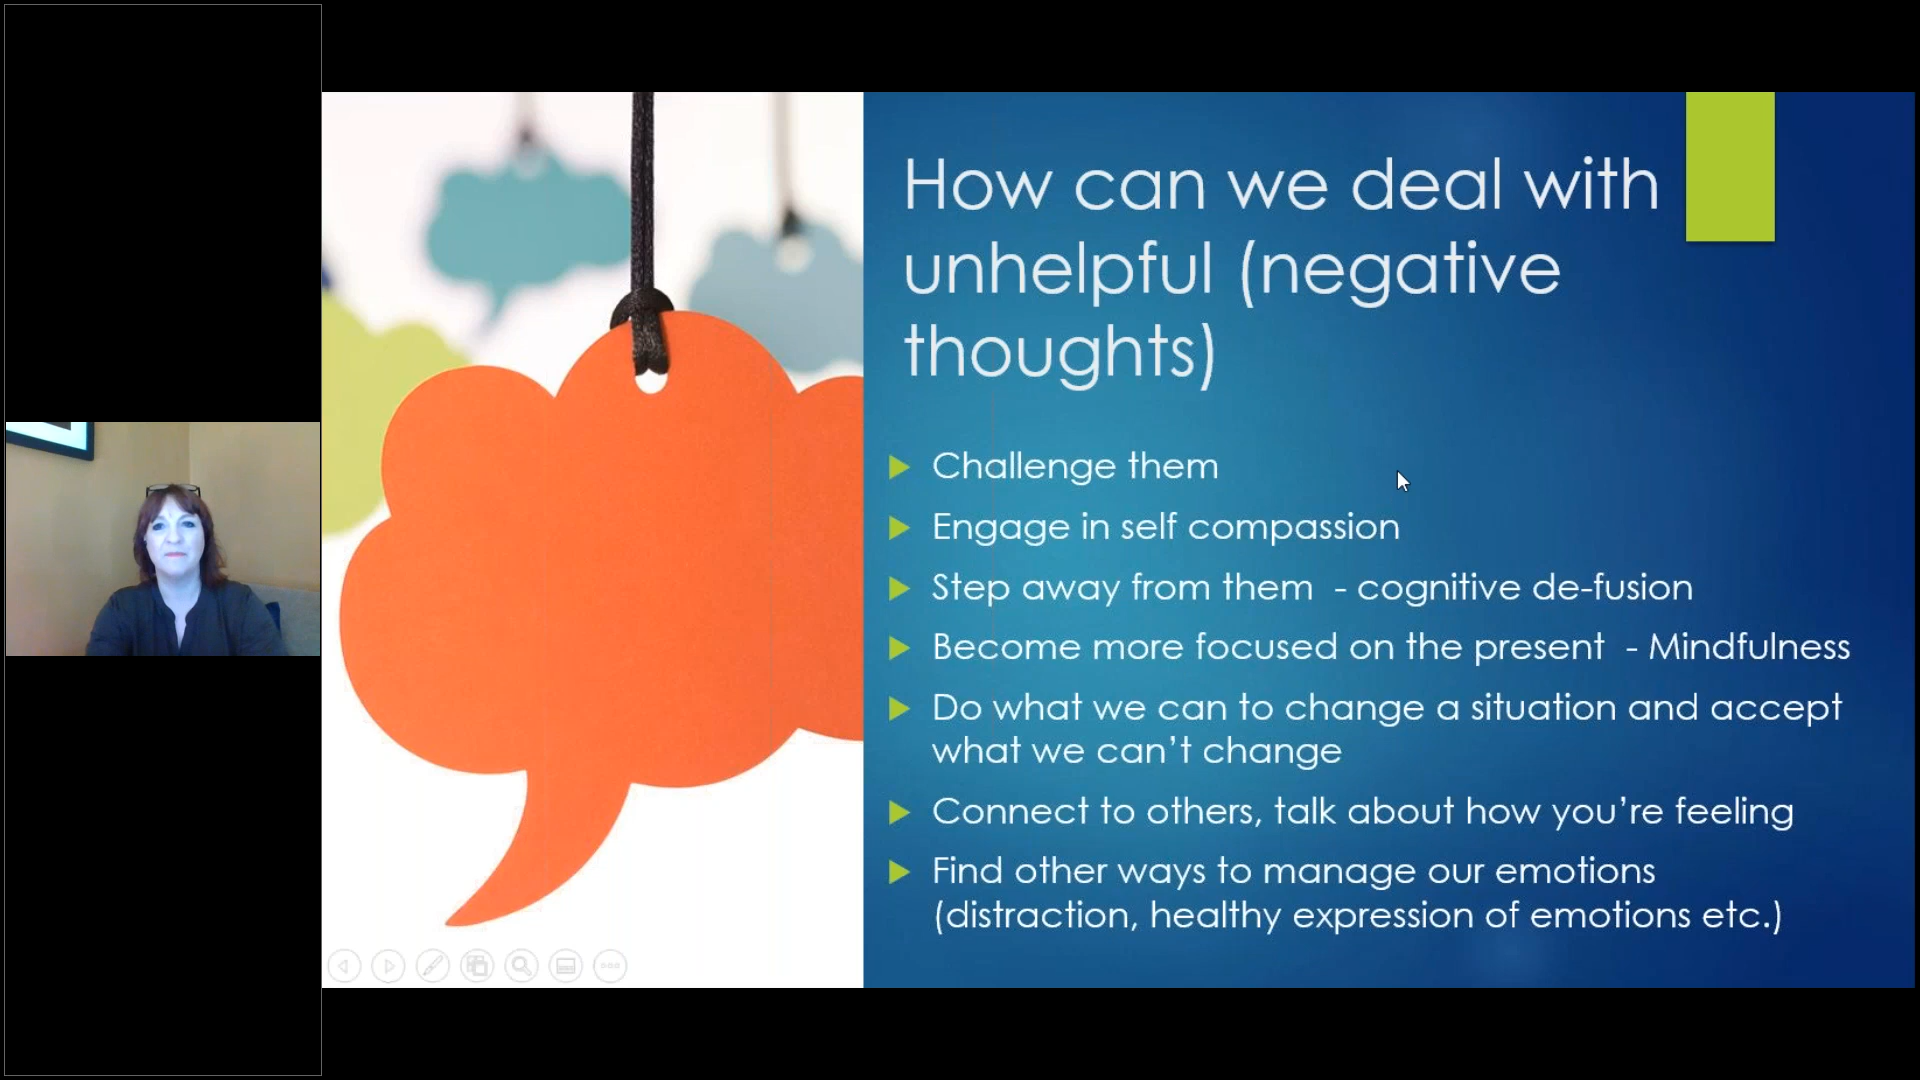 How can we deal with
unhelpful (negative
thoughts)
Challenge them
Engage in self compassion
Step away from them - cognitive de-fusion
Become more focused on the present - Mindfulness
Do what we can to change a situation and accept
what we can’t change
Connect to others, talk about how you’re feeling
Find other ways to manage our emotions
(distraction, healthy expression of emotions etc.)